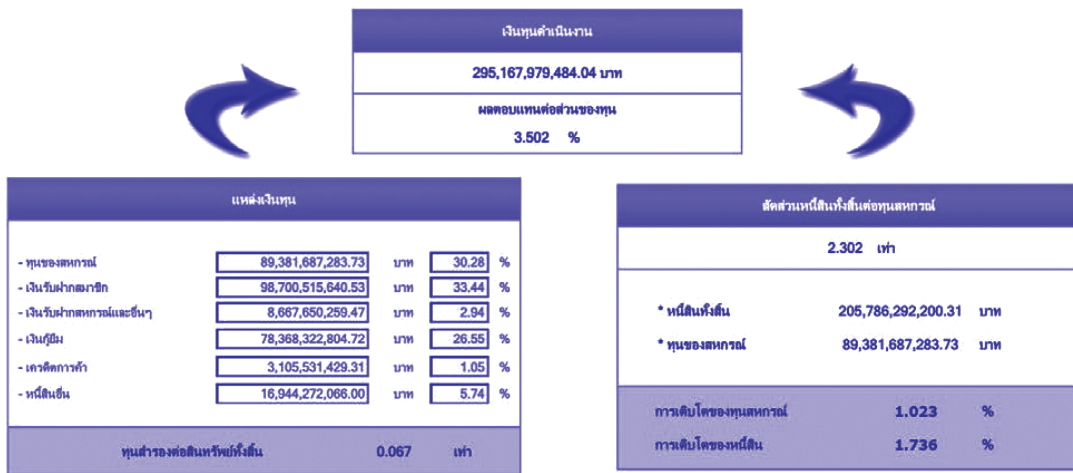 เงินทุนดำเนินงาน
295,167,979,484.04 บาท
ผลตอบแทนต่อส่วนของทุน
3.502 %
แหล่งเงินทุน
- ทุนของสหกรณ์ 89,381,687,283.73 บาท 30.28 %
- เงินรับฝากสมาชิก 98,700,515,640.53 บาท 33.44 %
- เงินรับฝากสหกรณ์และอื่นๆ 8,667,650,259.47 บาท 2.94 %
- เงินกู้ยืม 78,368,322,804.72 บาท 26.55 %
- เครดิตการค้า 3,105,531,429.31 บาท 1.05 %
- หนี้สินอื่น 16,944,272,066.00 บาท 5.74 %
ทุนสำรองต่อสินทรัพย์ทั้งสิ้น 0.067 เท่า
สัดส่วนหนี้สินทั้งสิ้นต่อทุนสหกรณ์
2.302 เท่า
* หนี้สินทั้งสิ้น 205,786,292,200.31 บาท
* ทุนของสหกรณ์ 89,381,687,283.73 บาท
การเติบโตของทุนสหกรณ์ 1.023 %
การเติบโตของหนี้สิน 1.736 %